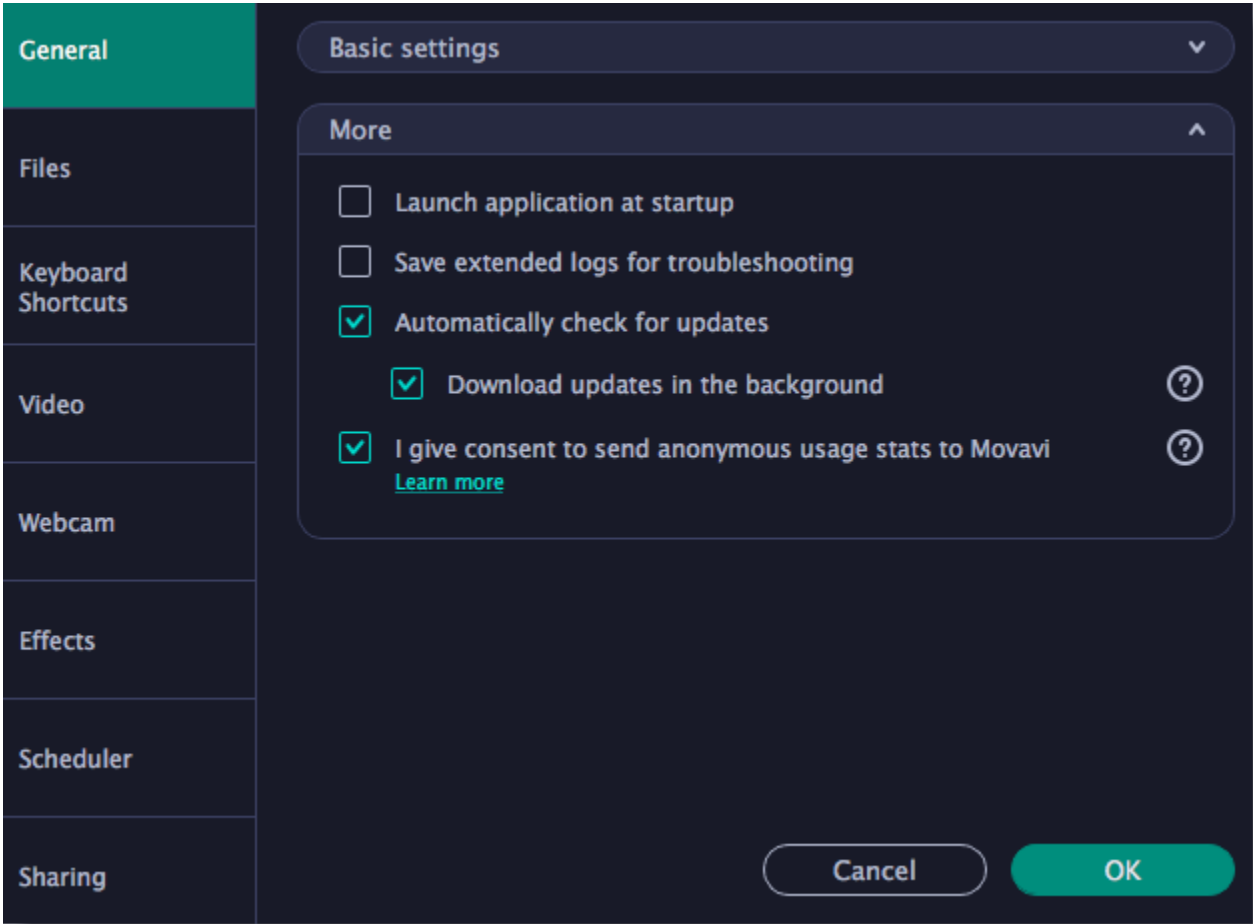 General
Files
Keyboard
Shortcuts
Video
Webcam
Effects
Scheduler
Sharing
Basic settings
More
Launch application at startup
Save extended logs for troubleshooting
Automatically check for updates
Download updates in the background
?
I give consent to send anonymous usage stats to Movavi
?
Learn more
Cancel
OK